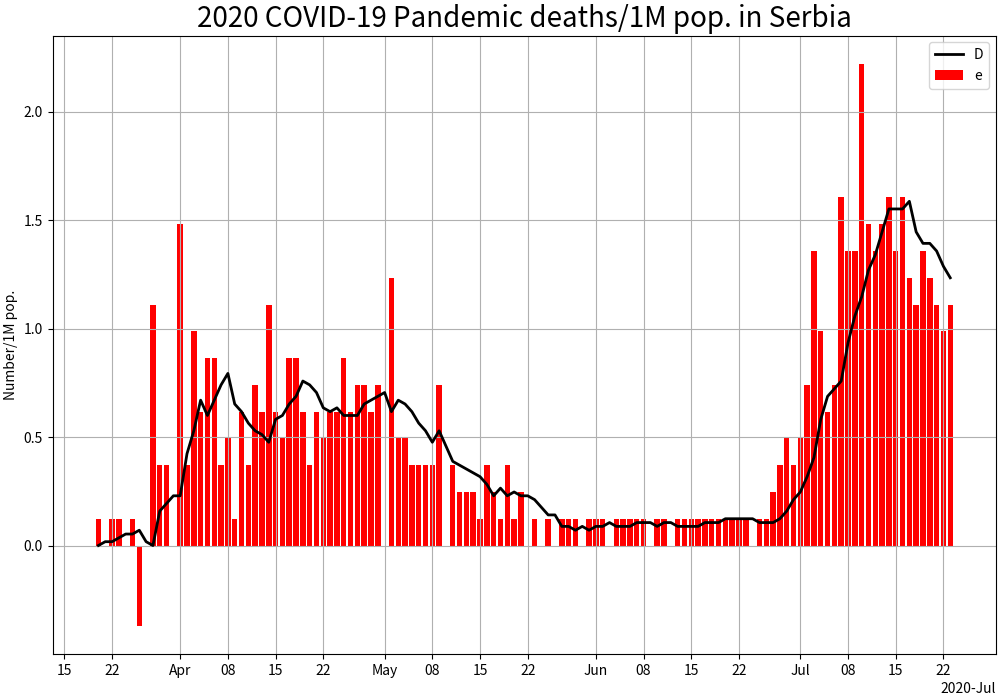 2020 COVID-19 Pandemic deaths/1M pop. in Serbia
D
e
Number/1M pop.
2.0
1.5
1.0
0.5
0.0
15 22 Apr 08 15 22 May 08 15 22 Jun 08 15 22 Jul 08 15 22
2020-Jul